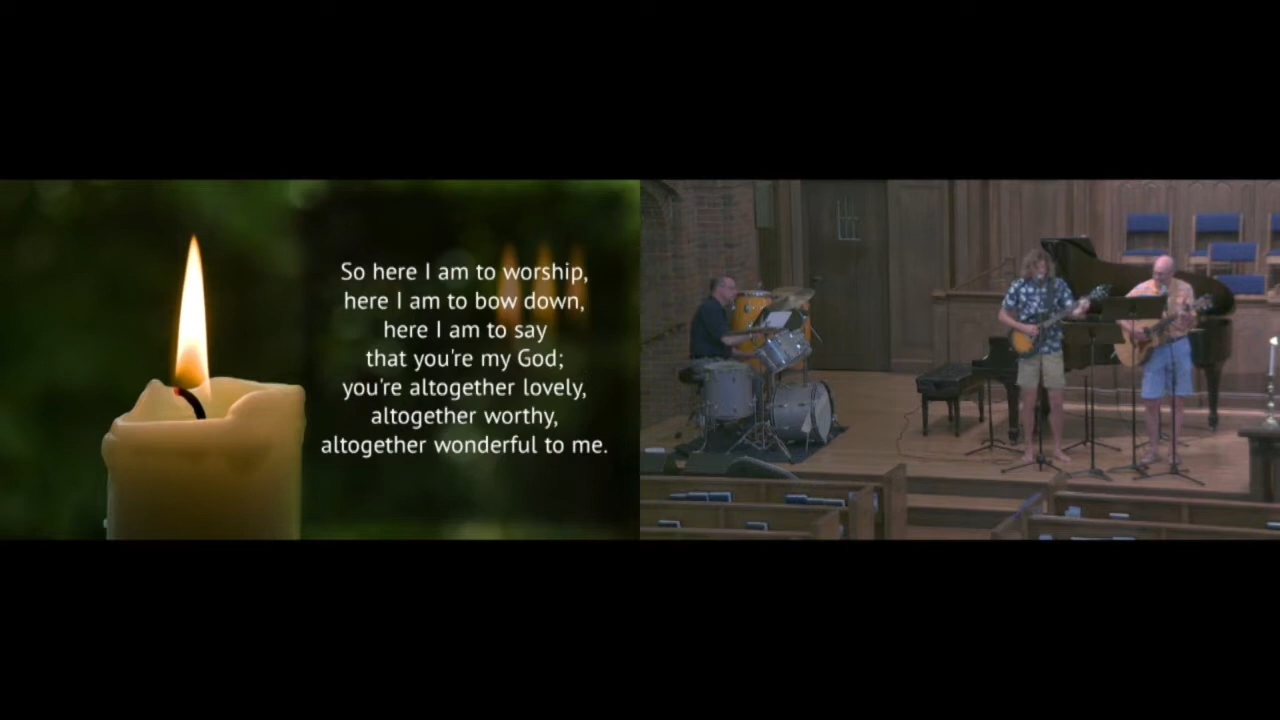 So here I am to worship,
here I am to bow down,
here I am to say
that you're my God;
you're altogether lovely,
altogether worthy,
altogether wonderful to me.